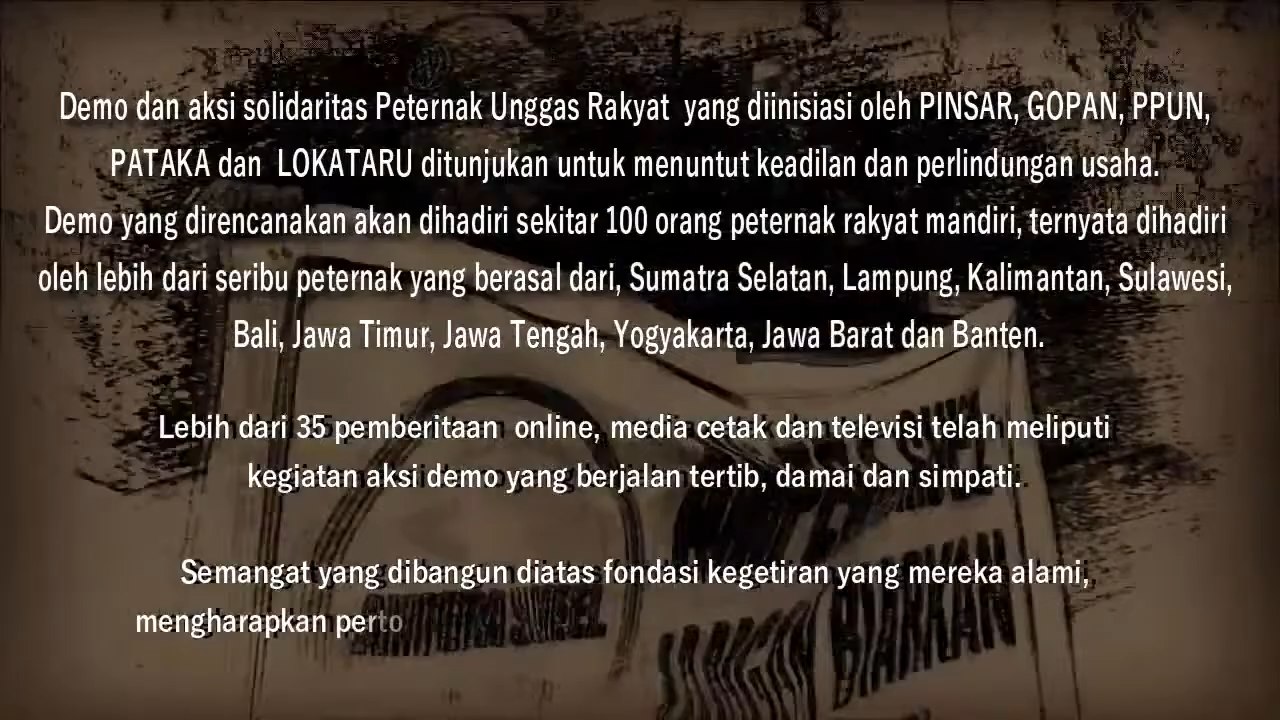 Demo dan aksi solidaritas Peternak Unggas Rakyat yang diinisiasi oleh PINSAR, GOPAN, PPUN,
PATAKA dan LOKATARU ditunjukan untuk menuntut keadilan dan perlindungan usaha.
Demo yang direncanakan akan dihadiri sekitar 100 orang peternak rakyat mandiri, ternyata dihadiri
oleh lebih dari seribu peternak yang berasal dari, Sumatra Selatan, Lampung, Kalimantan, Sulawesi,
Bali, Jawa Timur, Jawa Tengah, Yogyakarta, Jawa Barat dan Banten.
Lebih dari 35 pemberitaan online, media cetak dan televisi telah meliputi
kegiatan aksi demo yang berjalan tertib, damai dan simpati.
Semangat yang dibangun diatas fondasi kegetiran yang mereka alami,
mengharapkan perto
JANGAN BIARKAN